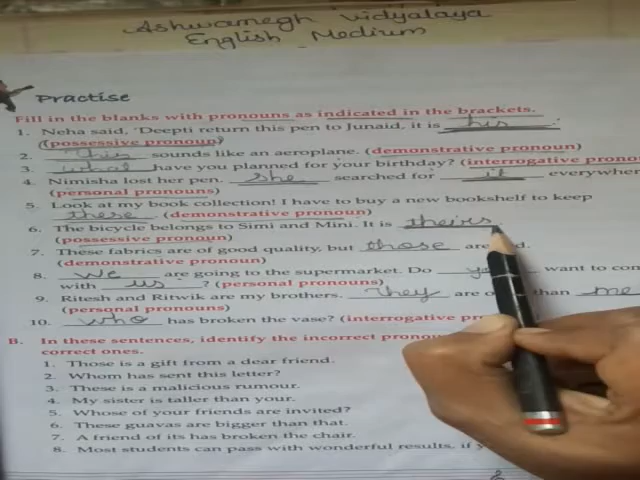 Ashwamegh Vidyalaya
English Medium
Practise
Fill in the blanks with pronouns as indicated in the brackets.
1. Neha said, 'Deepti return this pen to Junaid, it is his.
(possessive pronoun)
2. This sounds like an aeroplane. (demonstrative pronoun)
3. What have you planned for your birthday? (interrogative prono
4. Nimisha lost her pen. she searched for it everywher
(personal pronouns)
5. Look at my book collection! I have to buy a new bookshelf to keep
these. (demonstrative pronoun)
6. The bicycle belongs to Simi and Mini. It is theirs.
(possessive pronoun)
7. These fabrics are of good quality, but those are
(demonstrative pronoun)
8. We are going to the supermarket. Do want to com
with us? (personal pronouns)
9. Ritesh and Ritwik are my brothers. They are than me
(personal pronouns)
10. who has broken the vase? (interrogative
B. In these sentences, identify the incorrect
correct ones.
1. Those is a gift from a dear friend.
2. Whom has sent this letter?
3. These is a malicious rumour.
4. My sister is taller than your.
5. Whose of your friends are invited?
6. These guavas are bigger than that.
7. A friend of its has broken the chair.
8. Most students can pass with wonderful results, if